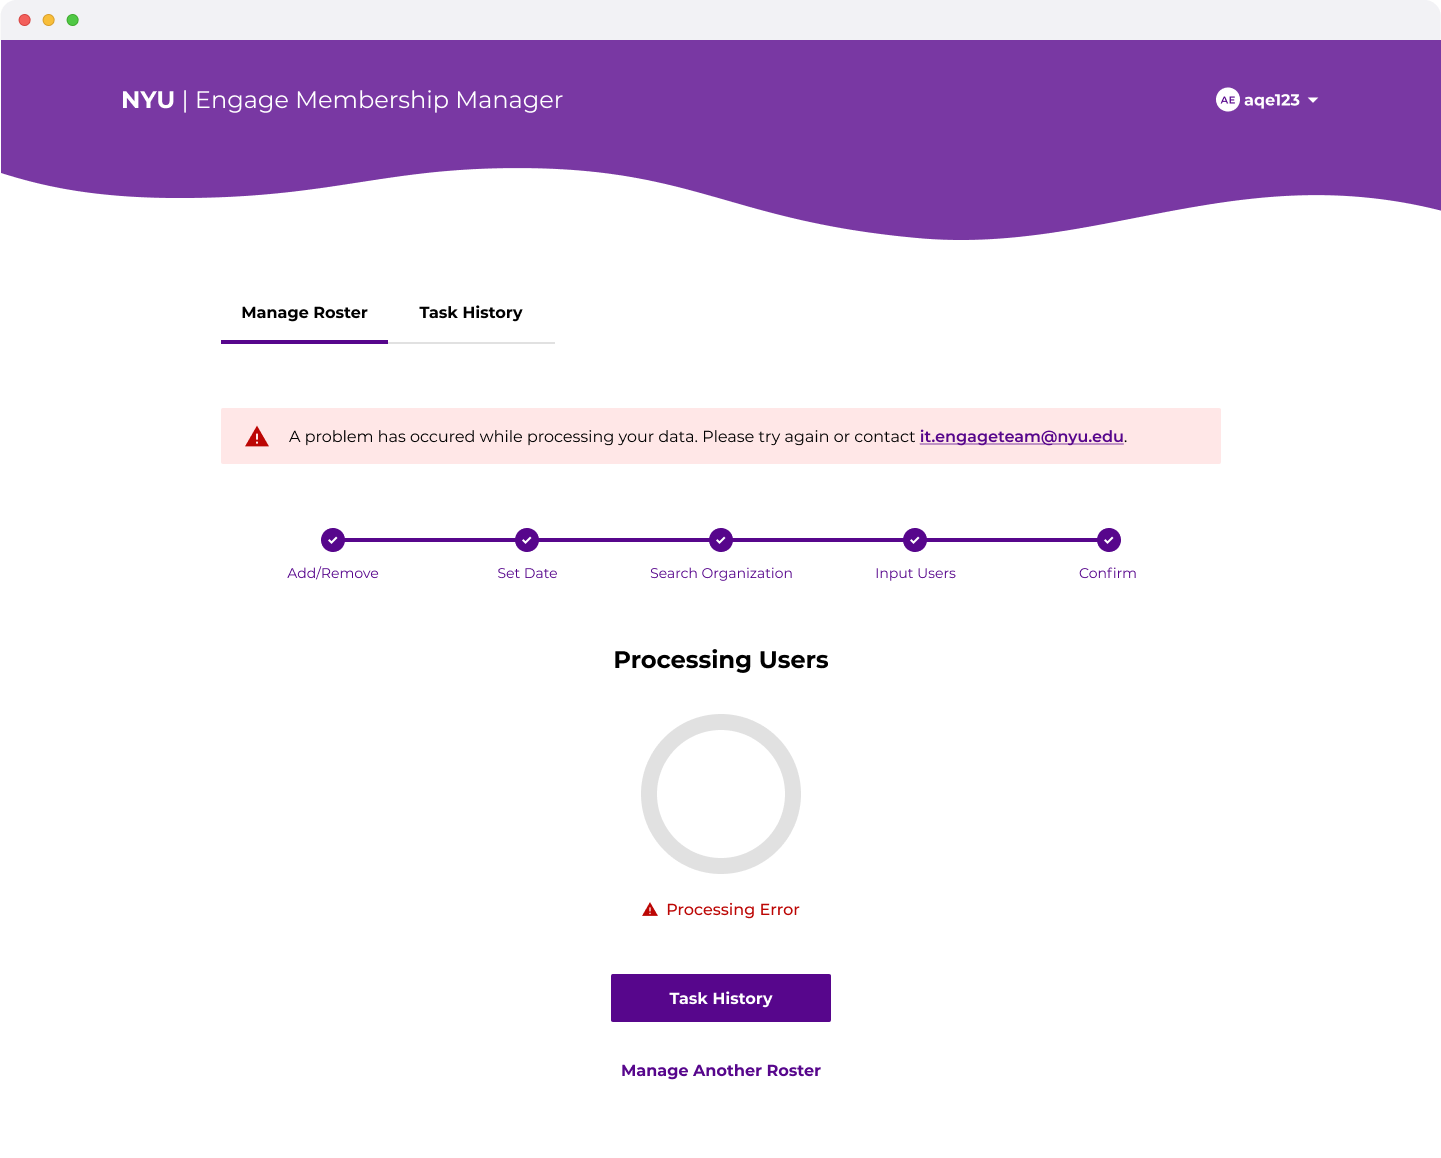 NYU | Engage Membership Manager
AE aqe123
Manage Roster
Task History
A problem has occured while processing your data. Please try again or contact it.engageteam@nyu.edu.
Add/Remove
Set Date
Search Organization
Input Users
Confirm
Processing Users
Processing Error
Task History
Manage Another Roster